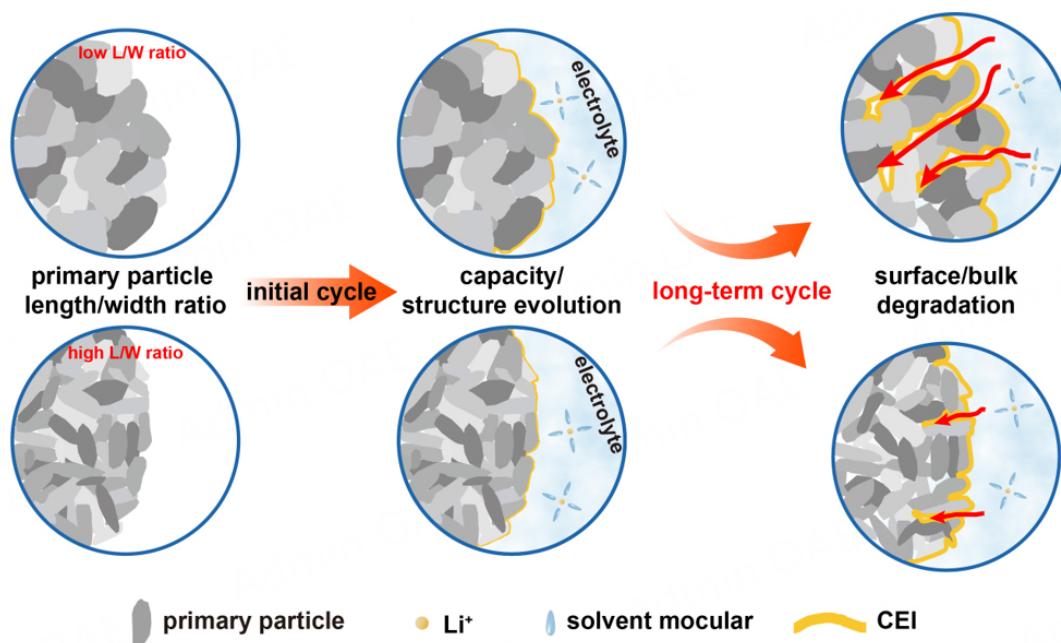 low L/W ratio
electrolyte
primary particle
length/width ratio
initial cycle
capacity/
structure evolution
long-term cycle
surface/bulk
degradation
high L/W ratio
electrolyte
primary particle
Li⁺
solvent mocular
CEI